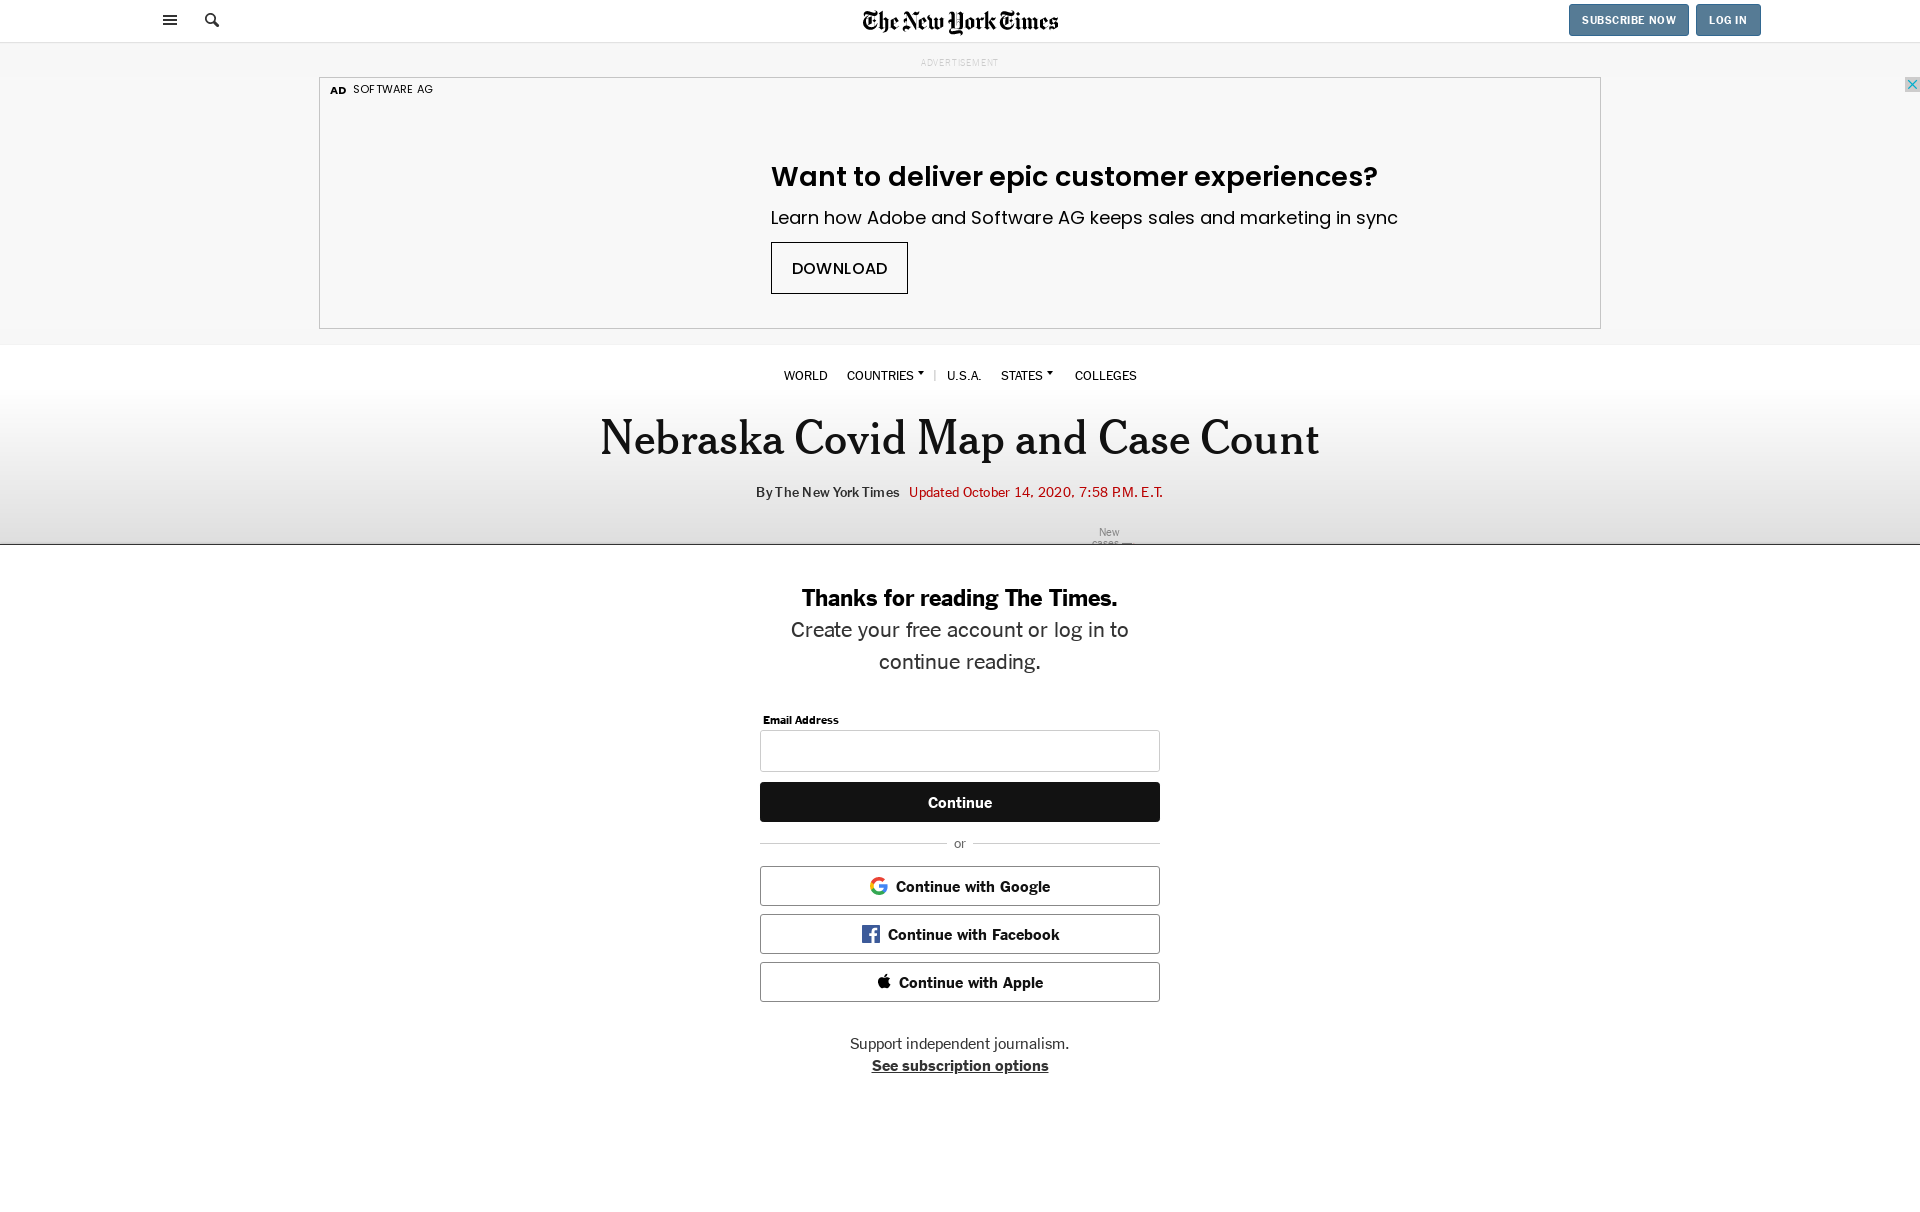 The New York Times
SUBSCRIBE NOW
LOG IN
ADVERTISEMENT
AD SOFTWARE AG
Want to deliver epic customer experiences?
Learn how Adobe and Software AG keeps sales and marketing in sync
DOWNLOAD
WORLD COUNTRIES | U.S.A. STATES COLLEGES
Nebraska Covid Map and Case Count
By The New York Times Updated October 14, 2020, 7:58 P.M. E.T.
New
cases —
Thanks for reading The Times.
Create your free account or log in to
continue reading.
Email Address
Continue
or
Continue with Google
Continue with Facebook
Continue with Apple
Support independent journalism.
See subscription options